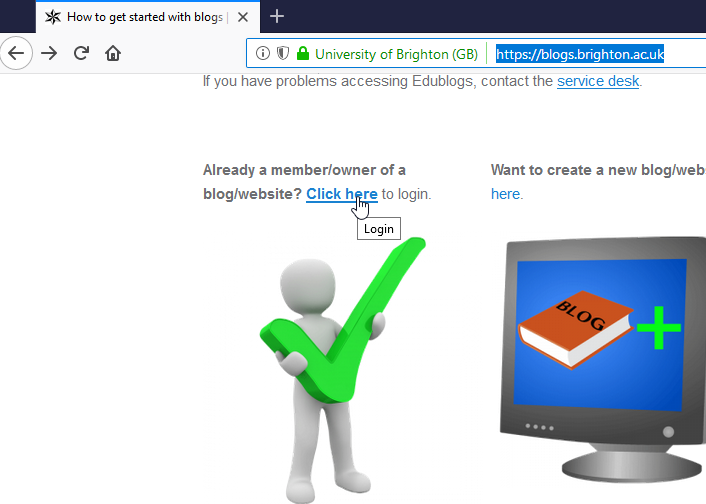 How to get started with blogs |
University of Brighton (GB)
https://blogs.brighton.ac.uk
If you have problems accessing Edublogs, contact the service desk.
Already a member/owner of a
blog/website? Click here to login.
Login
Want to create a new blog/web
here.
BLOG